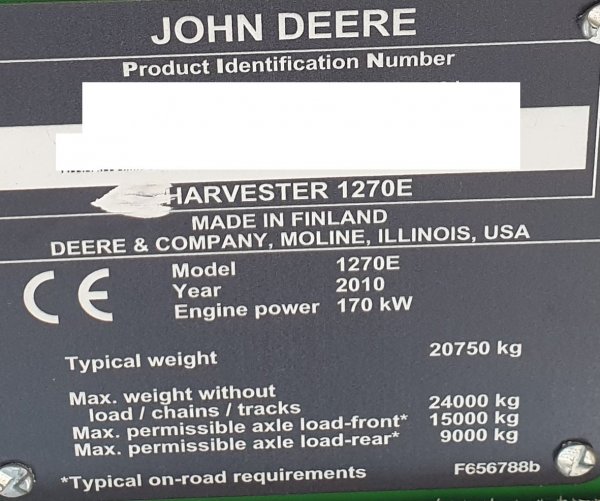 JOHN DEERE
Product Identification Number
HARVESTER 1270E
MADE IN FINLAND
DEERE & COMPANY, MOLINE, ILLINOIS, USA
CE
Model 1270E
Year 2010
Engine power 170 kW
Typical weight 20750 kg
Max. weight without
load / chains / tracks 24000 kg
Max. permissible axle load-front* 15000 kg
Max. permissible axle load-rear* 9000 kg
*Typical on-road requirements F656788b